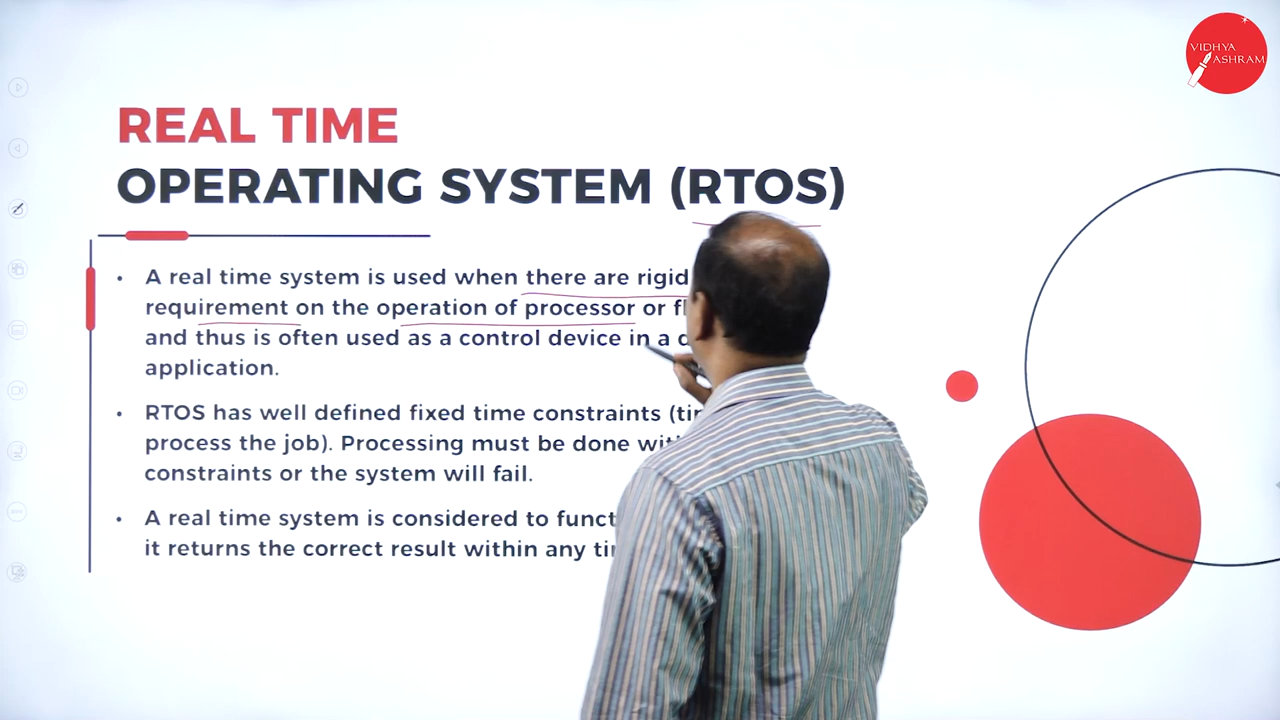 VIDHYA
ASHRAM
REAL TIME
OPERATING SYSTEM (RTOS)
• A real time system is used when there are rigid
requirement on the operation of processor or
and thus is often used as a control device in a
application.
• RTOS has well defined fixed time constraints
process the job). Processing must be done
constraints or the system will fail.
• A real time system is considered to
it returns the correct result within any